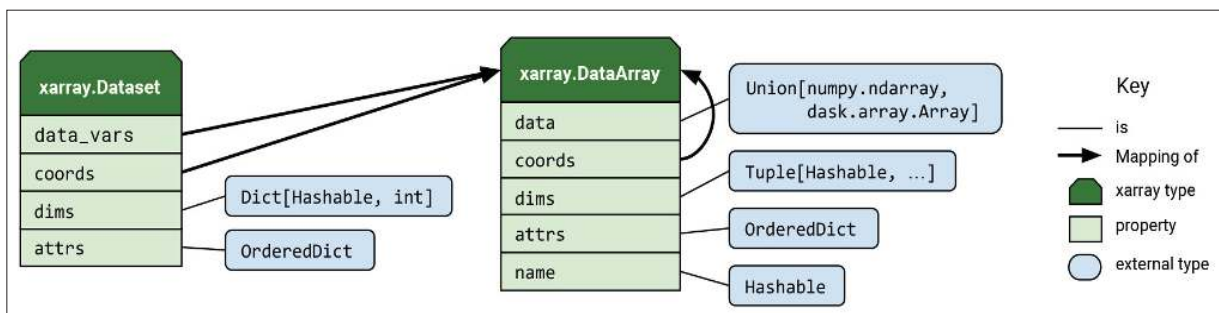 xarray.Dataset
data_vars
coords
dims
attrs
Dict[Hashable, int]
OrderedDict
xarray.DataArray
data
coords
dims
attrs
name
Union[numpy.ndarray,
dask.array.Array]
Tuple[Hashable, ...]
OrderedDict
Hashable
Key
is
Mapping of
xarray type
property
external type